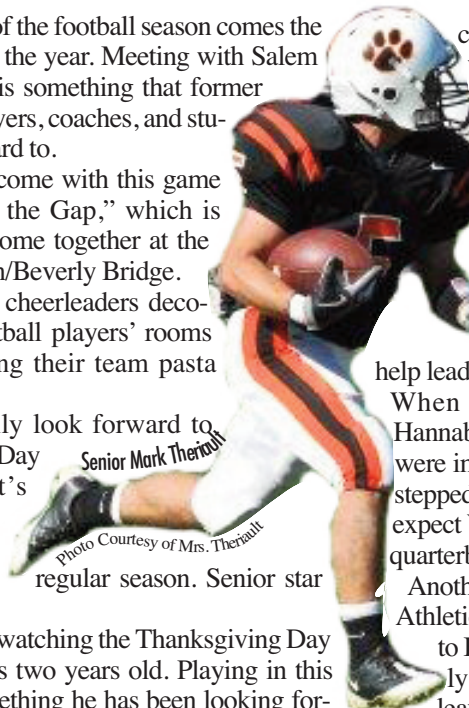 of the football season comes the
the year. Meeting with Salem
is something that former
yers, coaches, and stu-
ard to.
come with this game
the Gap,” which is
ome together at the
n/Beverly Bridge.
cheerleaders deco-
tball players’ rooms
ng their team pasta
lly look forward to
Day
t’s
Senior Mark Theriault
Photo Courtesy of Mrs. Theriault
regular season. Senior star
watching the Thanksgiving Day
s two years old. Playing in this
ething he has been looking for-
c
help lead
When
Hannab
were in
stepped
expect
quarterb
Anoth
Athleti
to
ly
lea